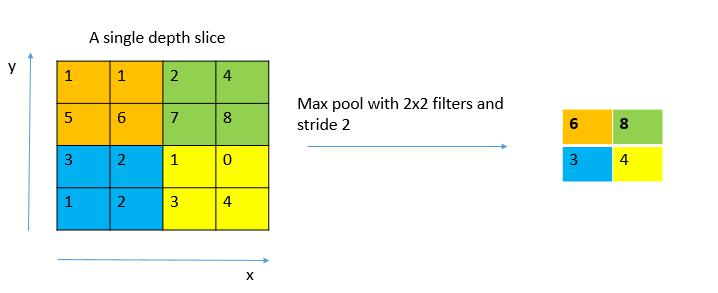 A single depth slice
y
1 1 2 4
5 6 7 8
3 2 1 0
1 2 3 4
x
Max pool with 2x2 filters and
stride 2
6 8
3 4